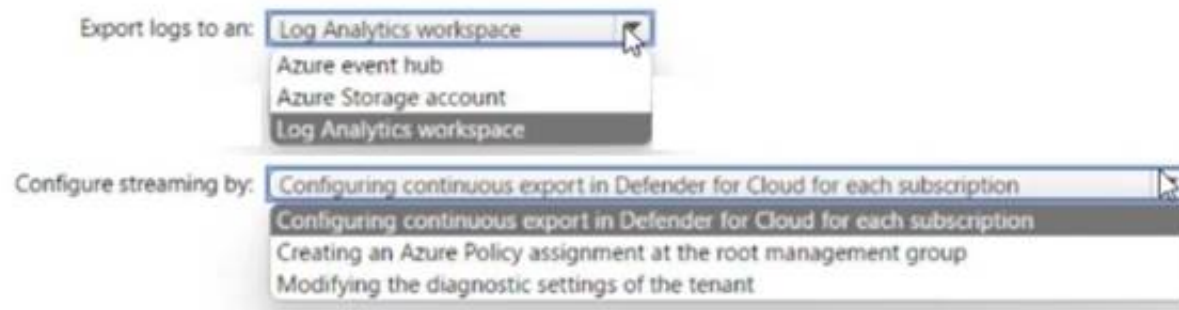 Export logs to an: Log Analytics workspace
Azure event hub
Azure Storage account
Log Analytics workspace
Configure streaming by: Configuring continuous export in Defender for Cloud for each subscription
Configuring continuous export in Defender for Cloud for each subscription
Creating an Azure Policy assignment at the root management group
Modifying the diagnostic settings of the tenant